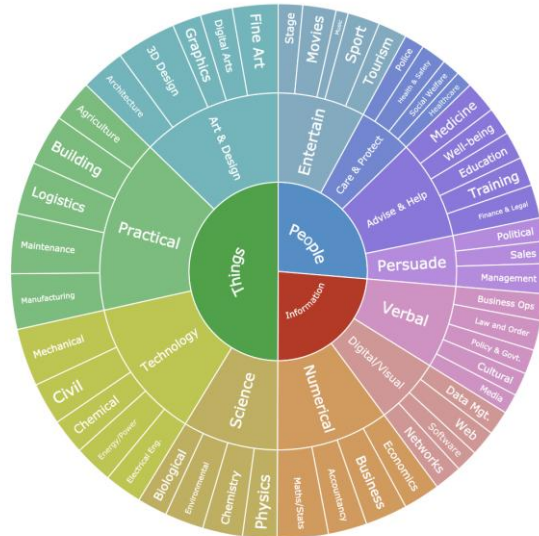 People
Information
Things
Entertain
Care & Protect
Advise & Help
Persuade
Verbal
Digital/Visual
Numerical
Science
Technology
Practical
Art & Design
Stage
Movies
Music
Sport
Tourism
Police
Health & Safety
Social Welfare
Healthcare
Medicine
Well-being
Education
Training
Finance & Legal
Political
Sales
Management
Business Ops
Law and Order
Policy & Govt.
Cultural
Media
Data Mgt.
Web
Software
Networks
Economics
Business
Accountancy
Maths/Stats
Physics
Chemistry
Environmental
Biological
Electrical Eng.
Energy/Power
Chemical
Civil
Mechanical
Manufacturing
Maintenance
Logistics
Building
Agriculture
Architecture
3D Design
Graphics
Digital Arts
Fine Art